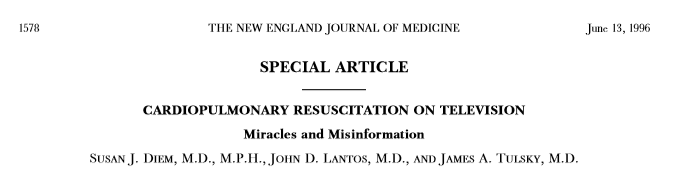 1578 THE NEW ENGLAND JOURNAL OF MEDICINE June 13, 1996
SPECIAL ARTICLE
CARDIOPULMONARY RESUSCITATION ON TELEVISION
Miracles and Misinformation
SUSAN J. DIEM, M.D., M.P.H., JOHN D. LANTOS, M.D., AND JAMES A. TULSKY, M.D.